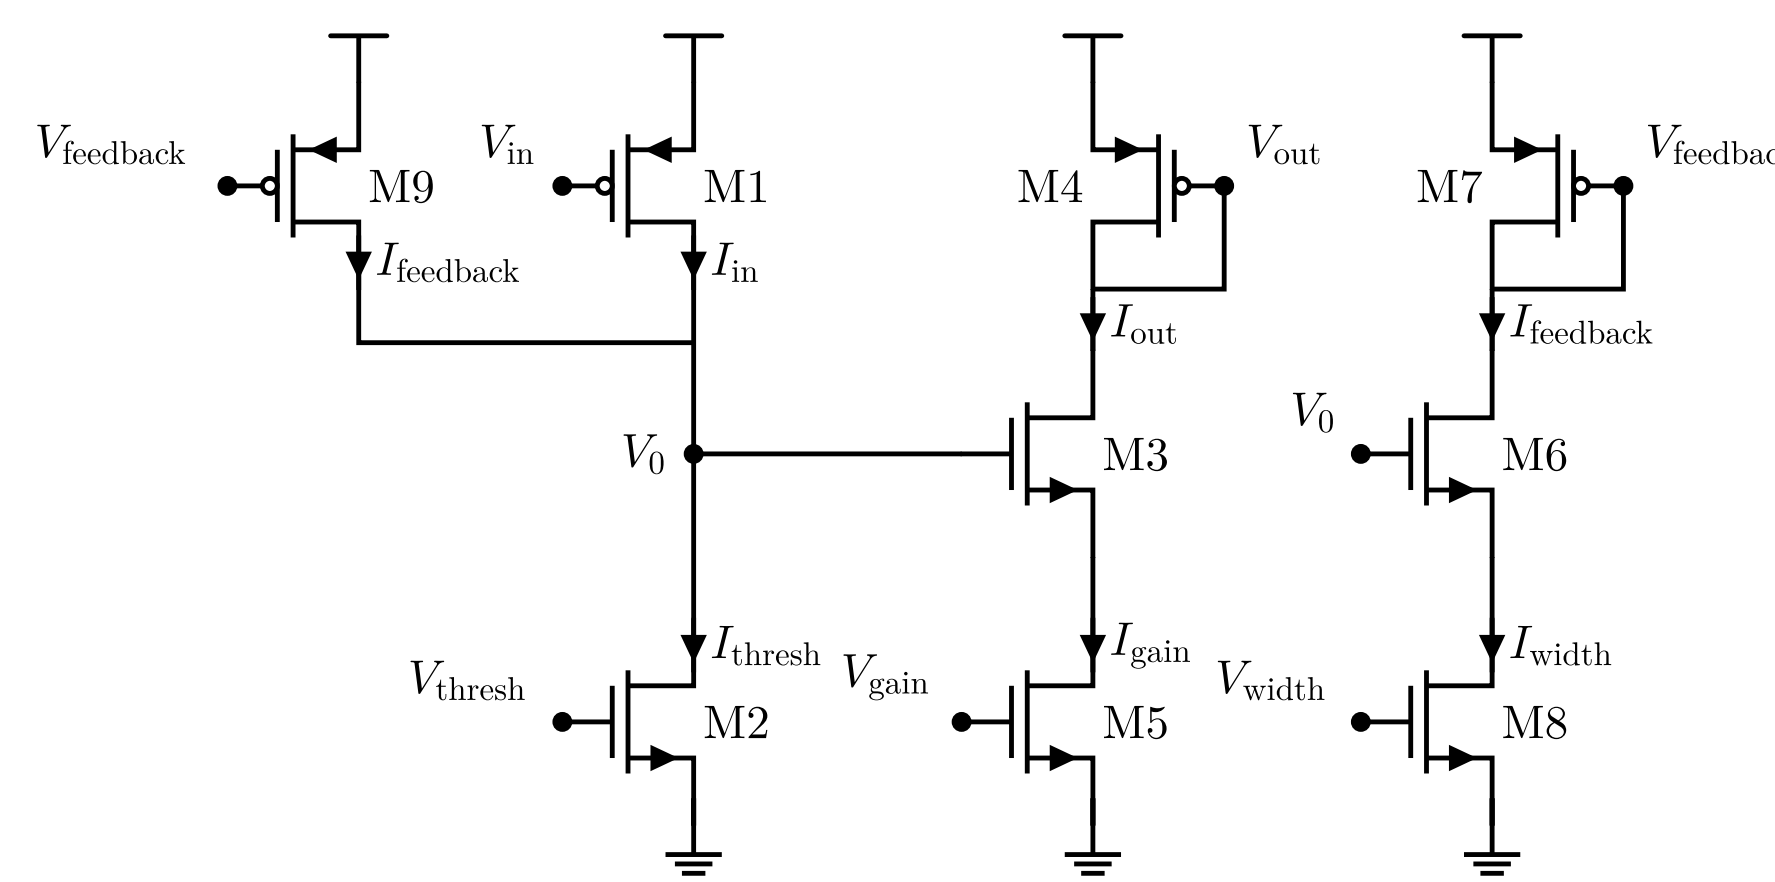 V_feedback
V_in
V_out
V_feedbac
M9
M1
M4
M7
I_feedback
I_in
I_out
I_feedback
V_0
V_0
M3
M6
I_thresh
I_gain
I_width
V_thresh
V_gain
V_width
M2
M5
M8